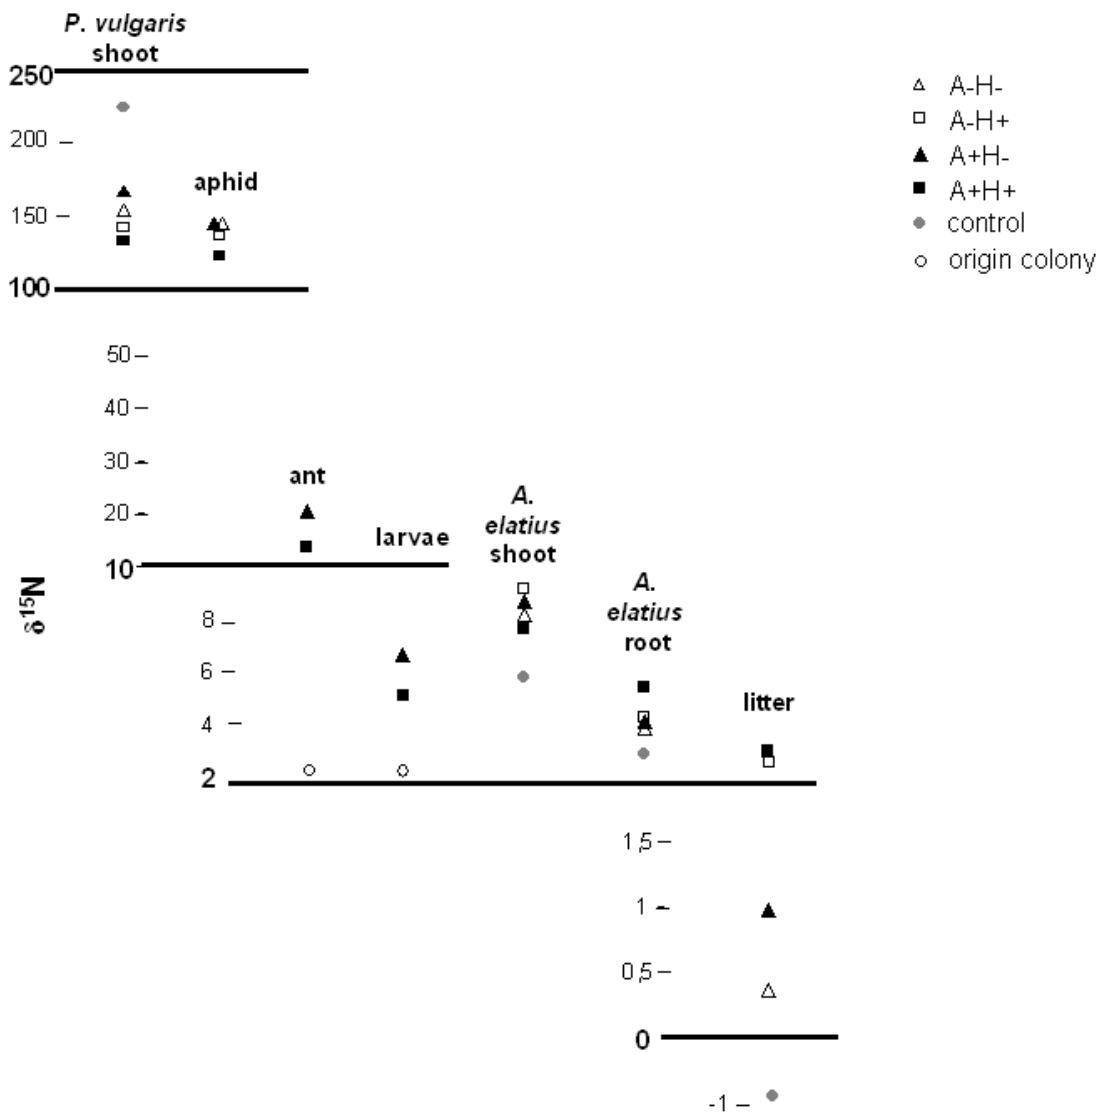 P. vulgaris
shoot
250
200
aphid
150
100
50
40
30
ant
20
larvae
10
A.
elatius
shoot
A.
elatius
root
δ15N
8
6
litter
4
2
1,5
1
0,5
0
-1
A-H-
A-H+
A+H-
A+H+
control
origin colony